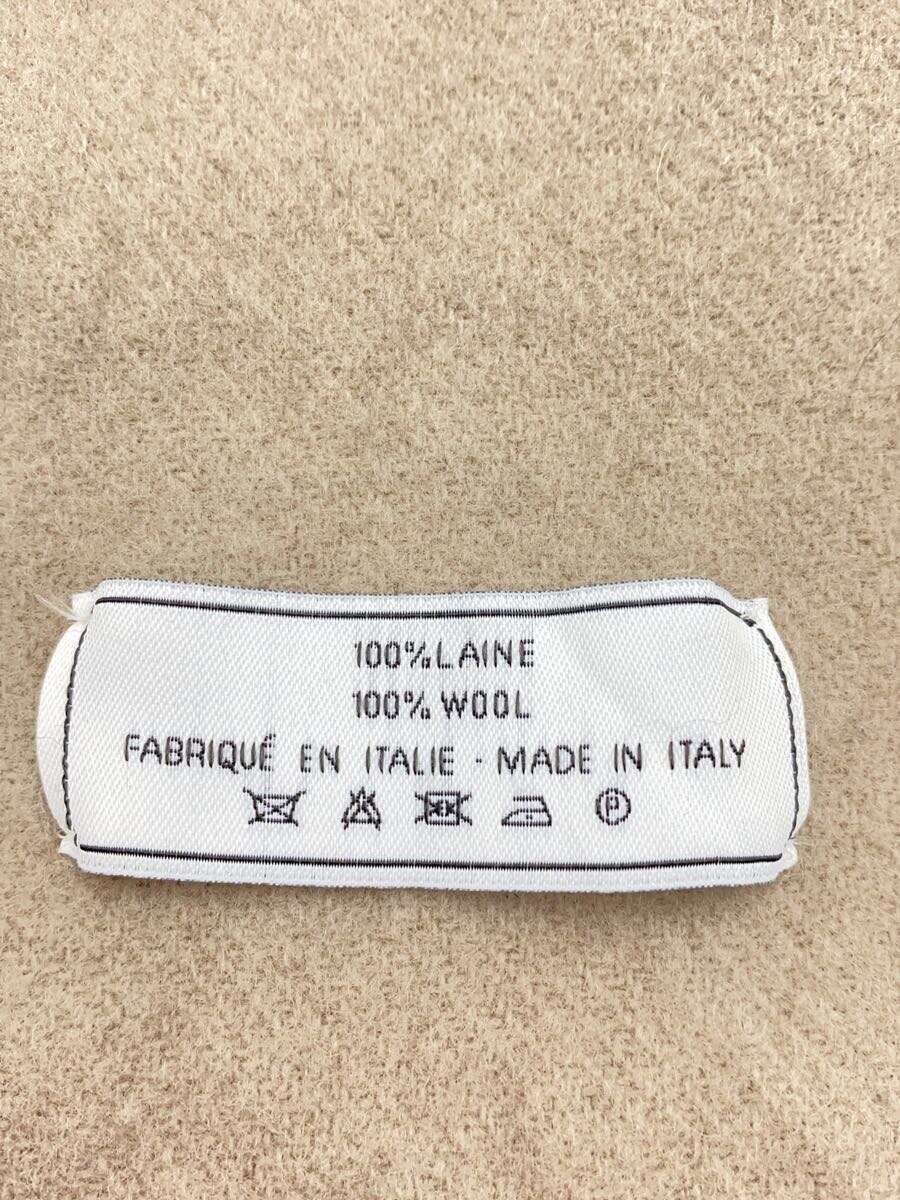 100%LAINE
100% WOOL
FABRIQUÉ EN ITALIE - MADE IN ITALY
P